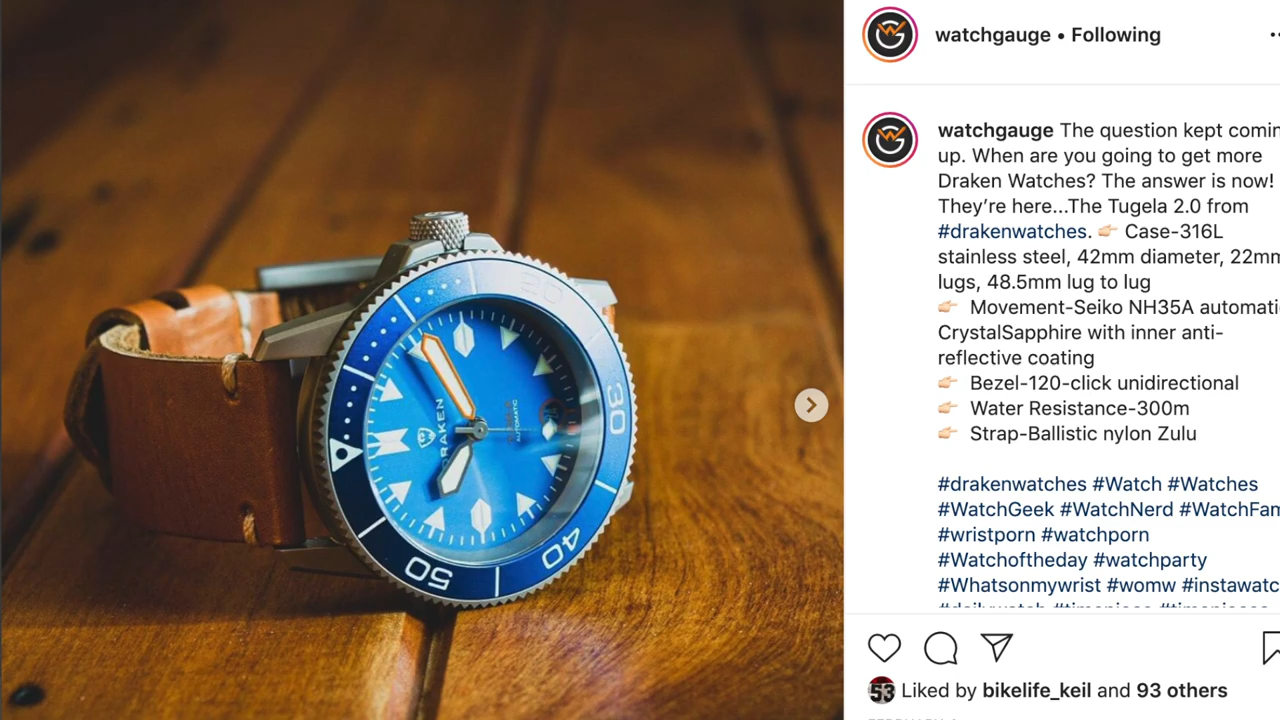 20
30
40
50
DRAKEN
AUTOMATIC
watchgauge • Following
watchgauge The question kept comin
up. When are you going to get more
Draken Watches? The answer is now!
They’re here...The Tugela 2.0 from
#drakenwatches. 👉🏻 Case-316L
stainless steel, 42mm diameter, 22mm
lugs, 48.5mm lug to lug
👉🏻 Movement-Seiko NH35A automati
CrystalSapphire with inner anti-
reflective coating
👉🏻 Bezel-120-click unidirectional
👉🏻 Water Resistance-300m
👉🏻 Strap-Ballistic nylon Zulu
#drakenwatches #Watch #Watches
#WatchGeek #WatchNerd #WatchFam
#wristporn #watchporn
#Watchoftheday #watchparty
#Whatsonmywrist #womw #instawatc
53 Liked by bikelife_keil and 93 others